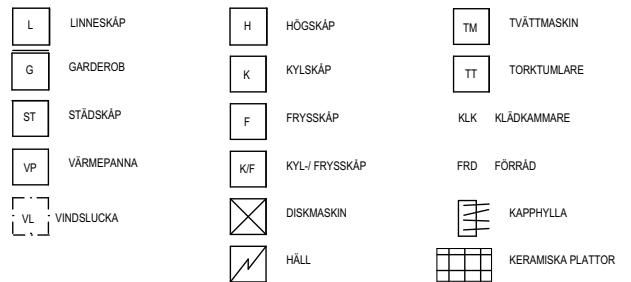 L LINNESKÅP
G GARDEROB
ST STÄDSKÅP
VP VÄRMEPANNA
VL VINDSLUCKA
H HÖGSKÅP
K KYLSKÅP
F FRYSSKÅP
K/F KYL-/ FRYSSKÅP
DISKMASKIN
HÄLL
TM TVÄTTMASKIN
TT TORKTUMLARE
KLK KLÄDKAMMARE
FRD FÖRRÅD
KAPPHYLLA
KERAMISKA PLATTOR